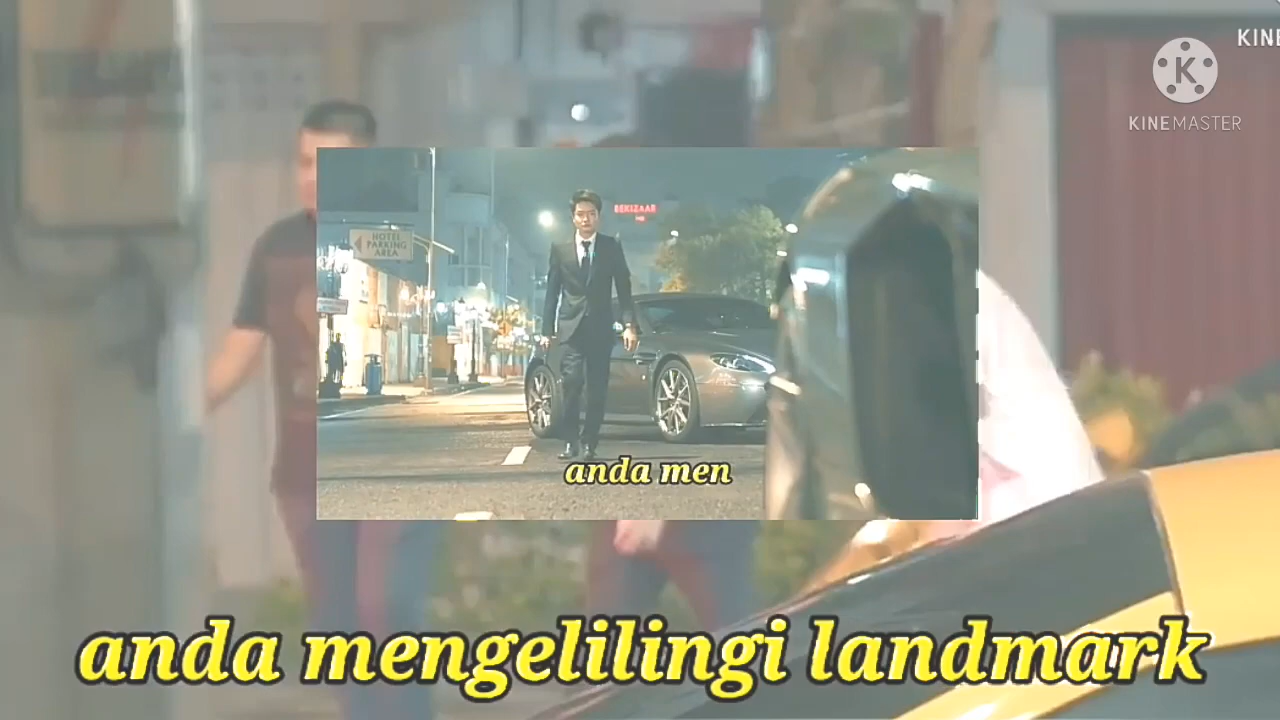 KINE
KINEMASTER
BEKIZAAR
HOTEL
PARKING
AREA
anda men
anda mengelilingi landmark